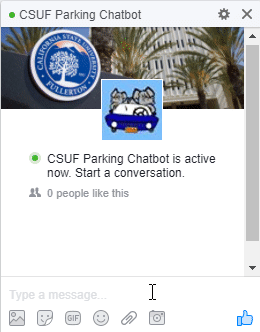 CSUF Parking Chatbot
CALIFORNIA STATE UNIVERSITY
FULLERTON
CSUF Parking Chatbot is active
now. Start a conversation.
0 people like this
Type a message...
GIF